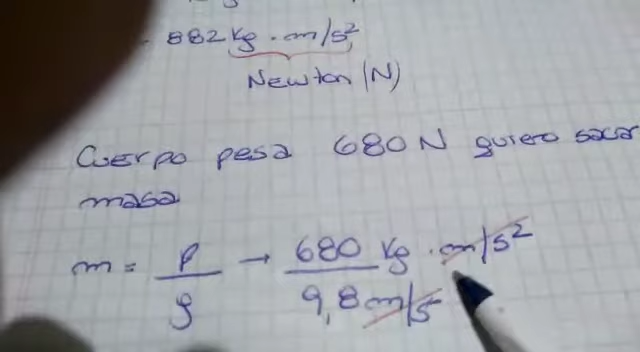 882 kg · m/s²
Newton (N)
Cuerpo pesa 680 N quiero sacar
masa
m = P/g → 680 kg · m/s² / 9,8 m/s